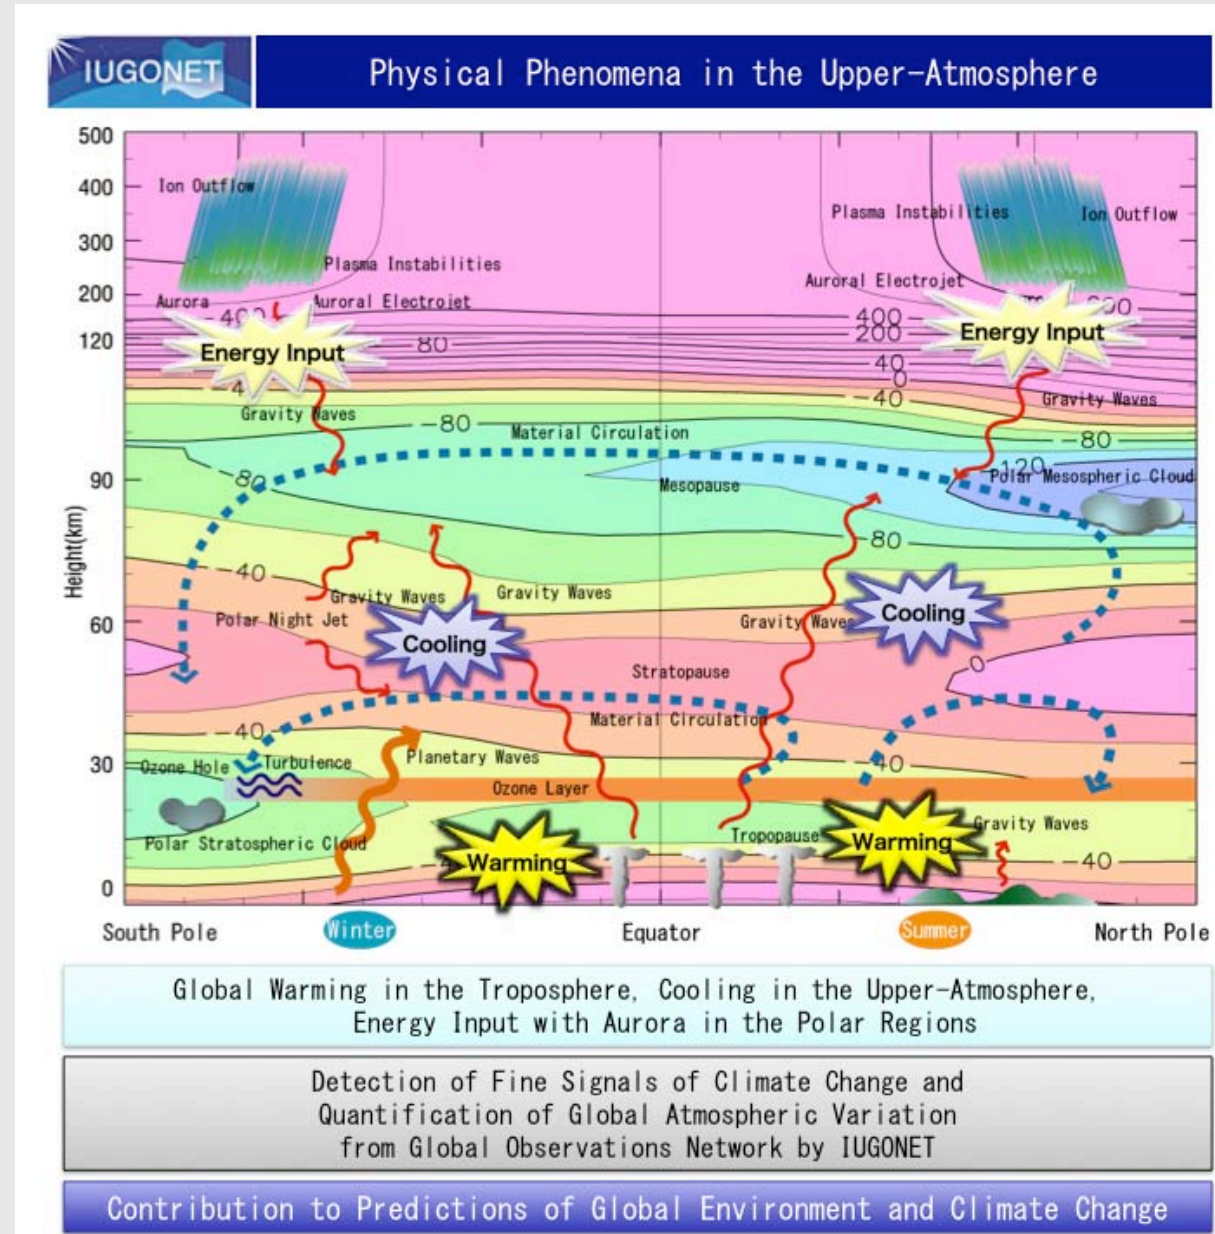 IUGONET
Physical Phenomena in the Upper-Atmosphere
500
400
300
200
120
90
60
30
0
Height(km)
Ion Outflow
Plasma Instabilities
Ion Outflow
Plasma Instabilities
Auroral Electrojet
Aurora
Auroral Electrojet
400
400
200
Energy Input
Energy Input
80
40
0
-40
Gravity Waves
Gravity Waves
-80
Material Circulation
-80
-120
Polar Mesospheric Cloud
-80
Mesopause
-80
-40
Gravity Waves
Gravity Waves
Polar Night Jet
Cooling
Gravity Waves
Cooling
Stratopause
0
Material Circulation
-40
Planetary Waves
Ozone Hole
Turbulence
-40
Ozone Layer
Tropopause
Gravity Waves
Polar Stratospheric Cloud
Warming
Warming
-40
South Pole
Winter
Equator
Summer
North Pole
Global Warming in the Troposphere, Cooling in the Upper-Atmosphere,
Energy Input with Aurora in the Polar Regions
Detection of Fine Signals of Climate Change and
Quantification of Global Atmospheric Variation
from Global Observations Network by IUGONET
Contribution to Predictions of Global Environment and Climate Change